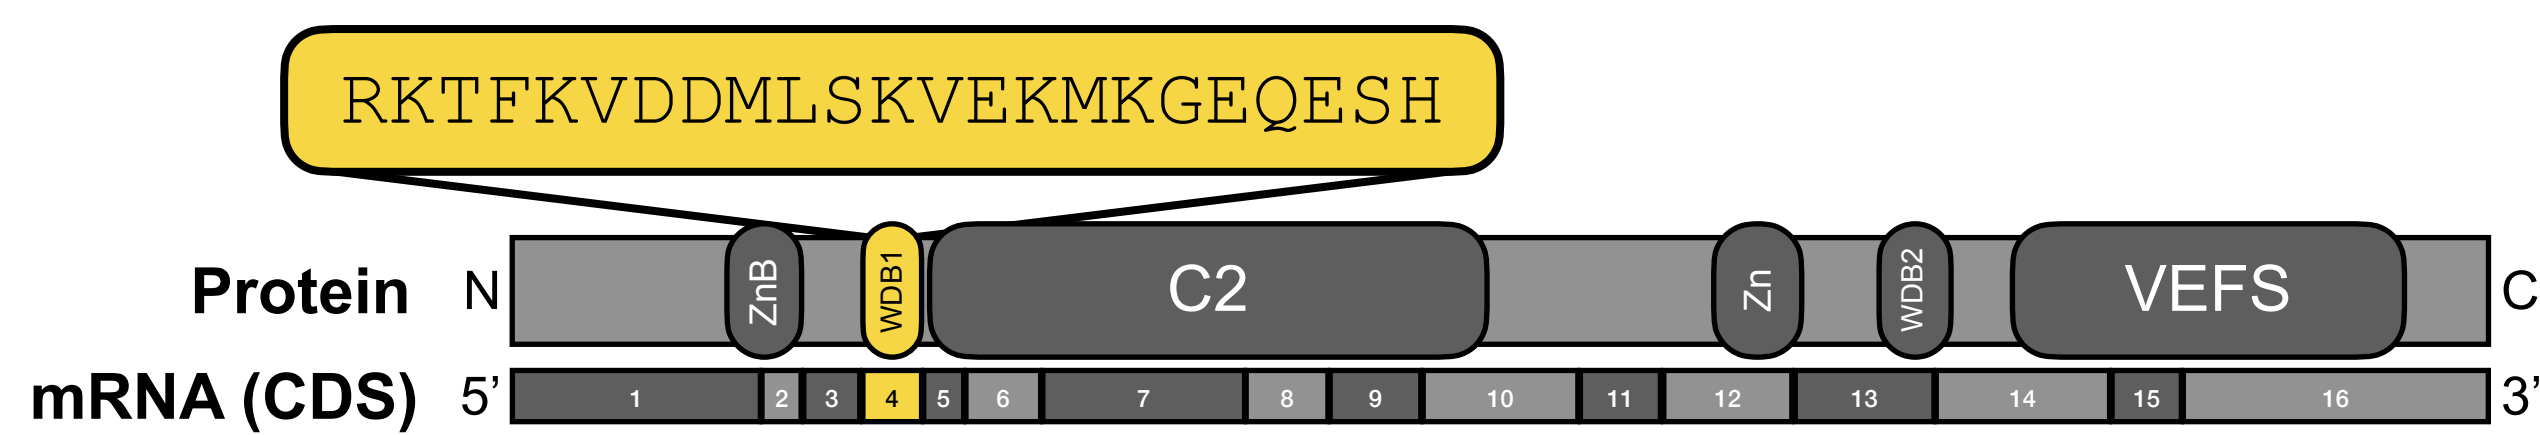 RKTFKVDDMLSKVEKMKGEQESH
Protein N ZnB WDB1 C2 Zn WDB2 VEFS C
mRNA (CDS) 5’ 1 2 3 4 5 6 7 8 9 10 11 12 13 14 15 16 3’